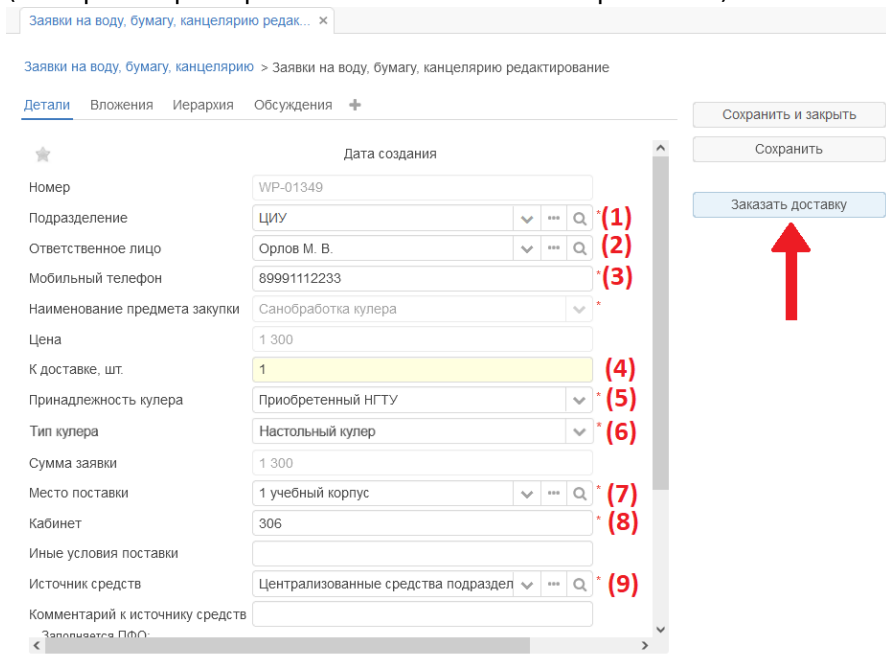 Заявки на воду, бумагу, канцелярию редак... ×
Заявки на воду, бумагу, канцелярию > Заявки на воду, бумагу, канцелярию редактирование
Детали Вложения Иерархия Обсуждения +
Сохранить и закрыть
Дата создания
Сохранить
Номер WP-01349
Подразделение ЦИУ * (1)
Заказать доставку
Ответственное лицо Орлов М. В. (2)
Мобильный телефон 89991112233 * (3)
Наименование предмета закупки Санобработка кулера *
Цена 1 300
К доставке, шт. 1 (4)
Принадлежность кулера Приобретенный НГТУ * (5)
Тип кулера Настольный кулер * (6)
Сумма заявки 1 300
Место поставки 1 учебный корпус * (7)
Кабинет 306 * (8)
Иные условия поставки
Источник средств Централизованные средства подраздел * (9)
Комментарий к источнику средств
Заполняется ПФО: